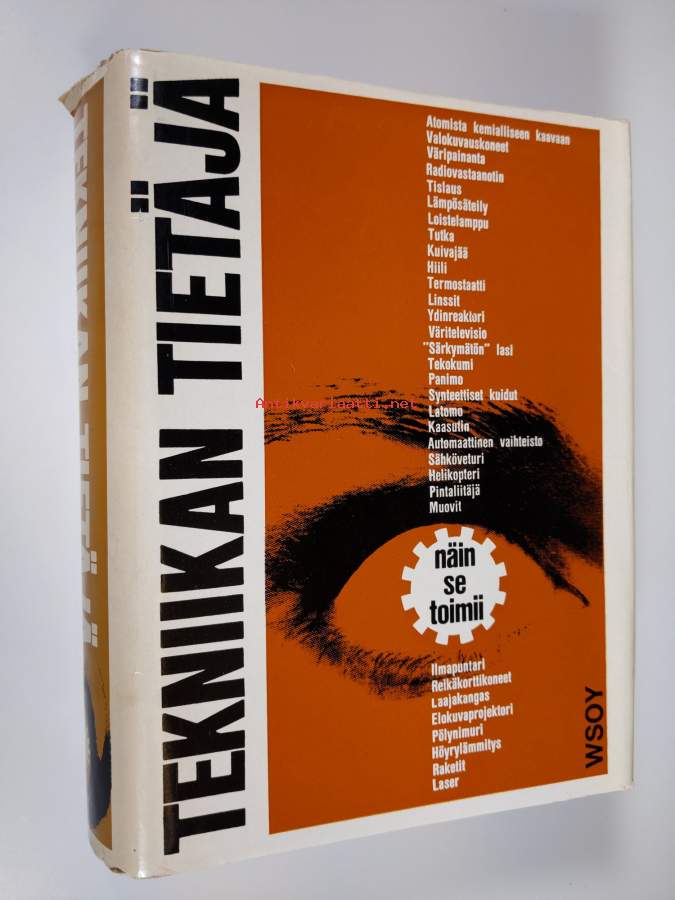 TEKNIIKAN TIETÄJÄ
TEKNIIKAN TIETÄJÄ
Atomista kemialliseen kaavaan
Valokuvauskoneet
Väripainanta
Radiovastaanotin
Tislaus
Lämpösäteily
Loistelamppu
Tutka
Kuivajää
Hiili
Termostaatti
Linssit
Ydinreaktori
Väritelevisio
"Särkymätön" lasi
Tekokumi
Panimo
Synteettiset kuidut
Antikvariaatti.net
Latomo
Kaasutin
Automaattinen vaihteisto
Sähköveturi
Helikopteri
Pintaliitäjä
Muovit
näin
se
toimii
Ilmapuntari
Reikäkorttikoneet
Laajakangas
Elokuvaprojektori
Pölynimuri
Höyrylämmitys
Raketit
Laser
WSOY